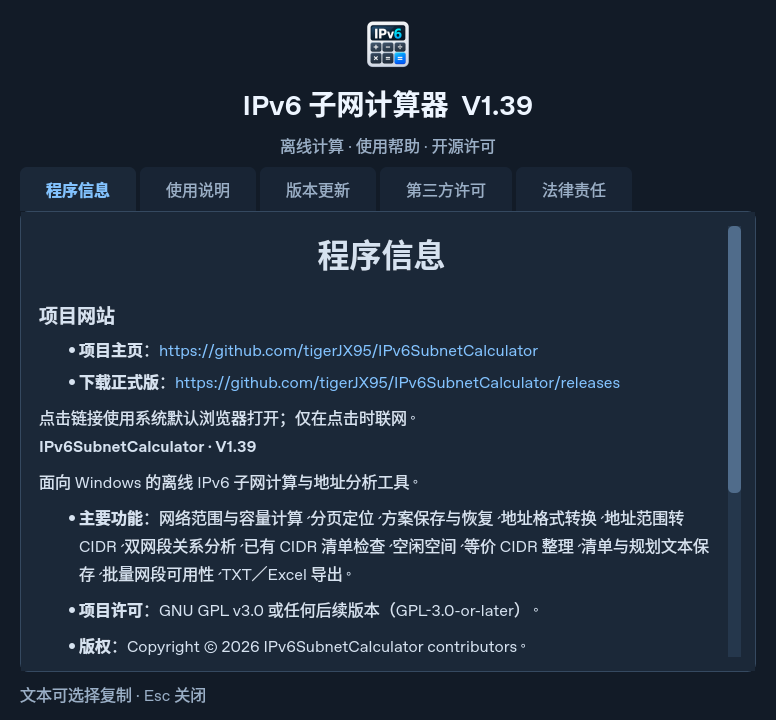 IPv6
IPv6 子网计算器 V1.39
离线计算 · 使用帮助 · 开源许可
程序信息 使用说明 版本更新 第三方许可 法律责任
程序信息
项目网站
• 项目主页：https://github.com/tigerJX95/IPv6SubnetCalculator
• 下载正式版：https://github.com/tigerJX95/IPv6SubnetCalculator/releases
点击链接使用系统默认浏览器打开；仅在点击时联网。
IPv6SubnetCalculator · V1.39
面向 Windows 的离线 IPv6 子网计算与地址分析工具。
• 主要功能：网络范围与容量计算、分页定位、方案保存与恢复、地址格式转换、地址范围转
CIDR、双网段关系分析、已有 CIDR 清单检查、空闲空间、等价 CIDR 整理、清单与规划文本保
存、批量网段可用性、TXT／Excel 导出。
• 项目许可：GNU GPL v3.0 或任何后续版本（GPL-3.0-or-later）。
• 版权：Copyright © 2026 IPv6SubnetCalculator contributors。
文本可选择复制 · Esc 关闭